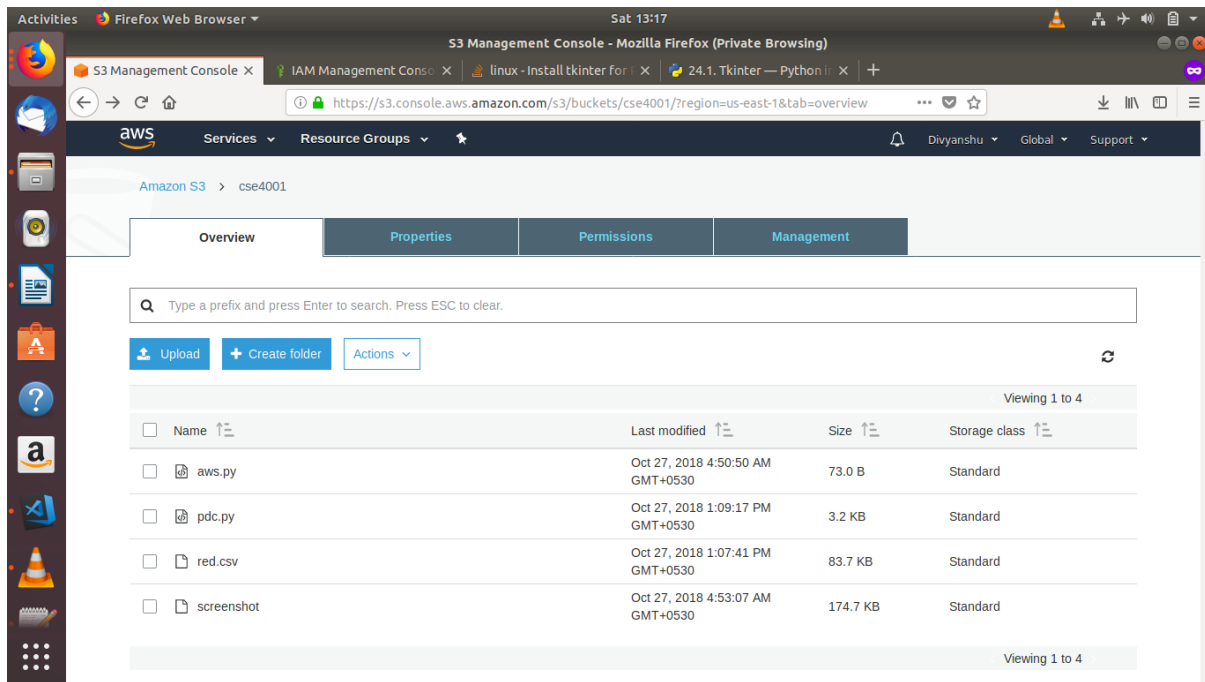 Activities Firefox Web Browser Sat 13:17
S3 Management Console - Mozilla Firefox (Private Browsing)
S3 Management Console IAM Management Conso linux - Install tkinter for 24.1. Tkinter — Python in
https://s3.console.aws.amazon.com/s3/buckets/cse4001/?region=us-east-1&tab=overview
aws Services Resource Groups Divyanshu Global Support
Amazon S3 > cse4001
Overview Properties Permissions Management
Type a prefix and press Enter to search. Press ESC to clear.
Upload Create folder Actions
Viewing 1 to 4
Name Last modified Size Storage class
aws.py Oct 27, 2018 4:50:50 AM GMT+0530 73.0 B Standard
pdc.py Oct 27, 2018 1:09:17 PM GMT+0530 3.2 KB Standard
red.csv Oct 27, 2018 1:07:41 PM GMT+0530 83.7 KB Standard
screenshot Oct 27, 2018 4:53:07 AM GMT+0530 174.7 KB Standard
Viewing 1 to 4